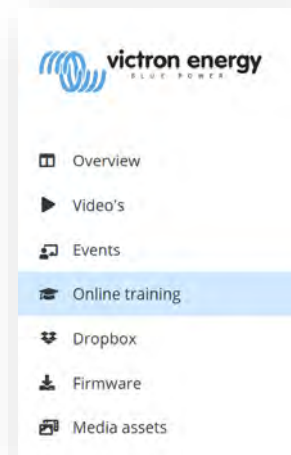 victron energy
BLUE POWER
Overview
Video's
Events
Online training
Dropbox
Firmware
Media assets